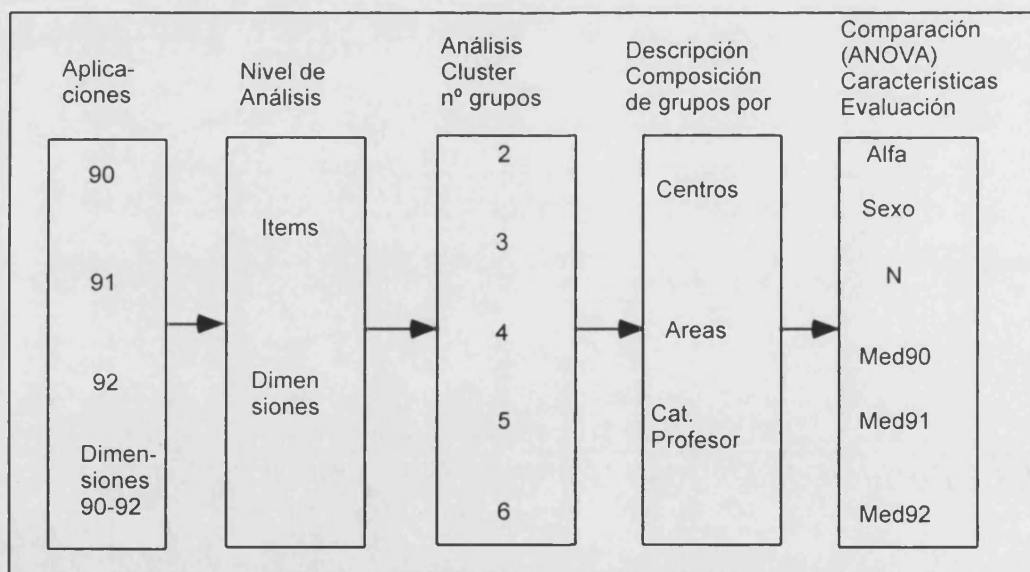 Aplica-
ciones
90
91
92
Dimen-
siones
90-92
Nivel de
Análisis
Items
Dimen
siones
Análisis
Cluster
nº grupos
2
3
4
5
6
Descripción
Composición
de grupos por
Centros
Areas
Cat.
Profesor
Comparación
(ANOVA)
Características
Evaluación
Alfa
Sexo
N
Med90
Med91
Med92